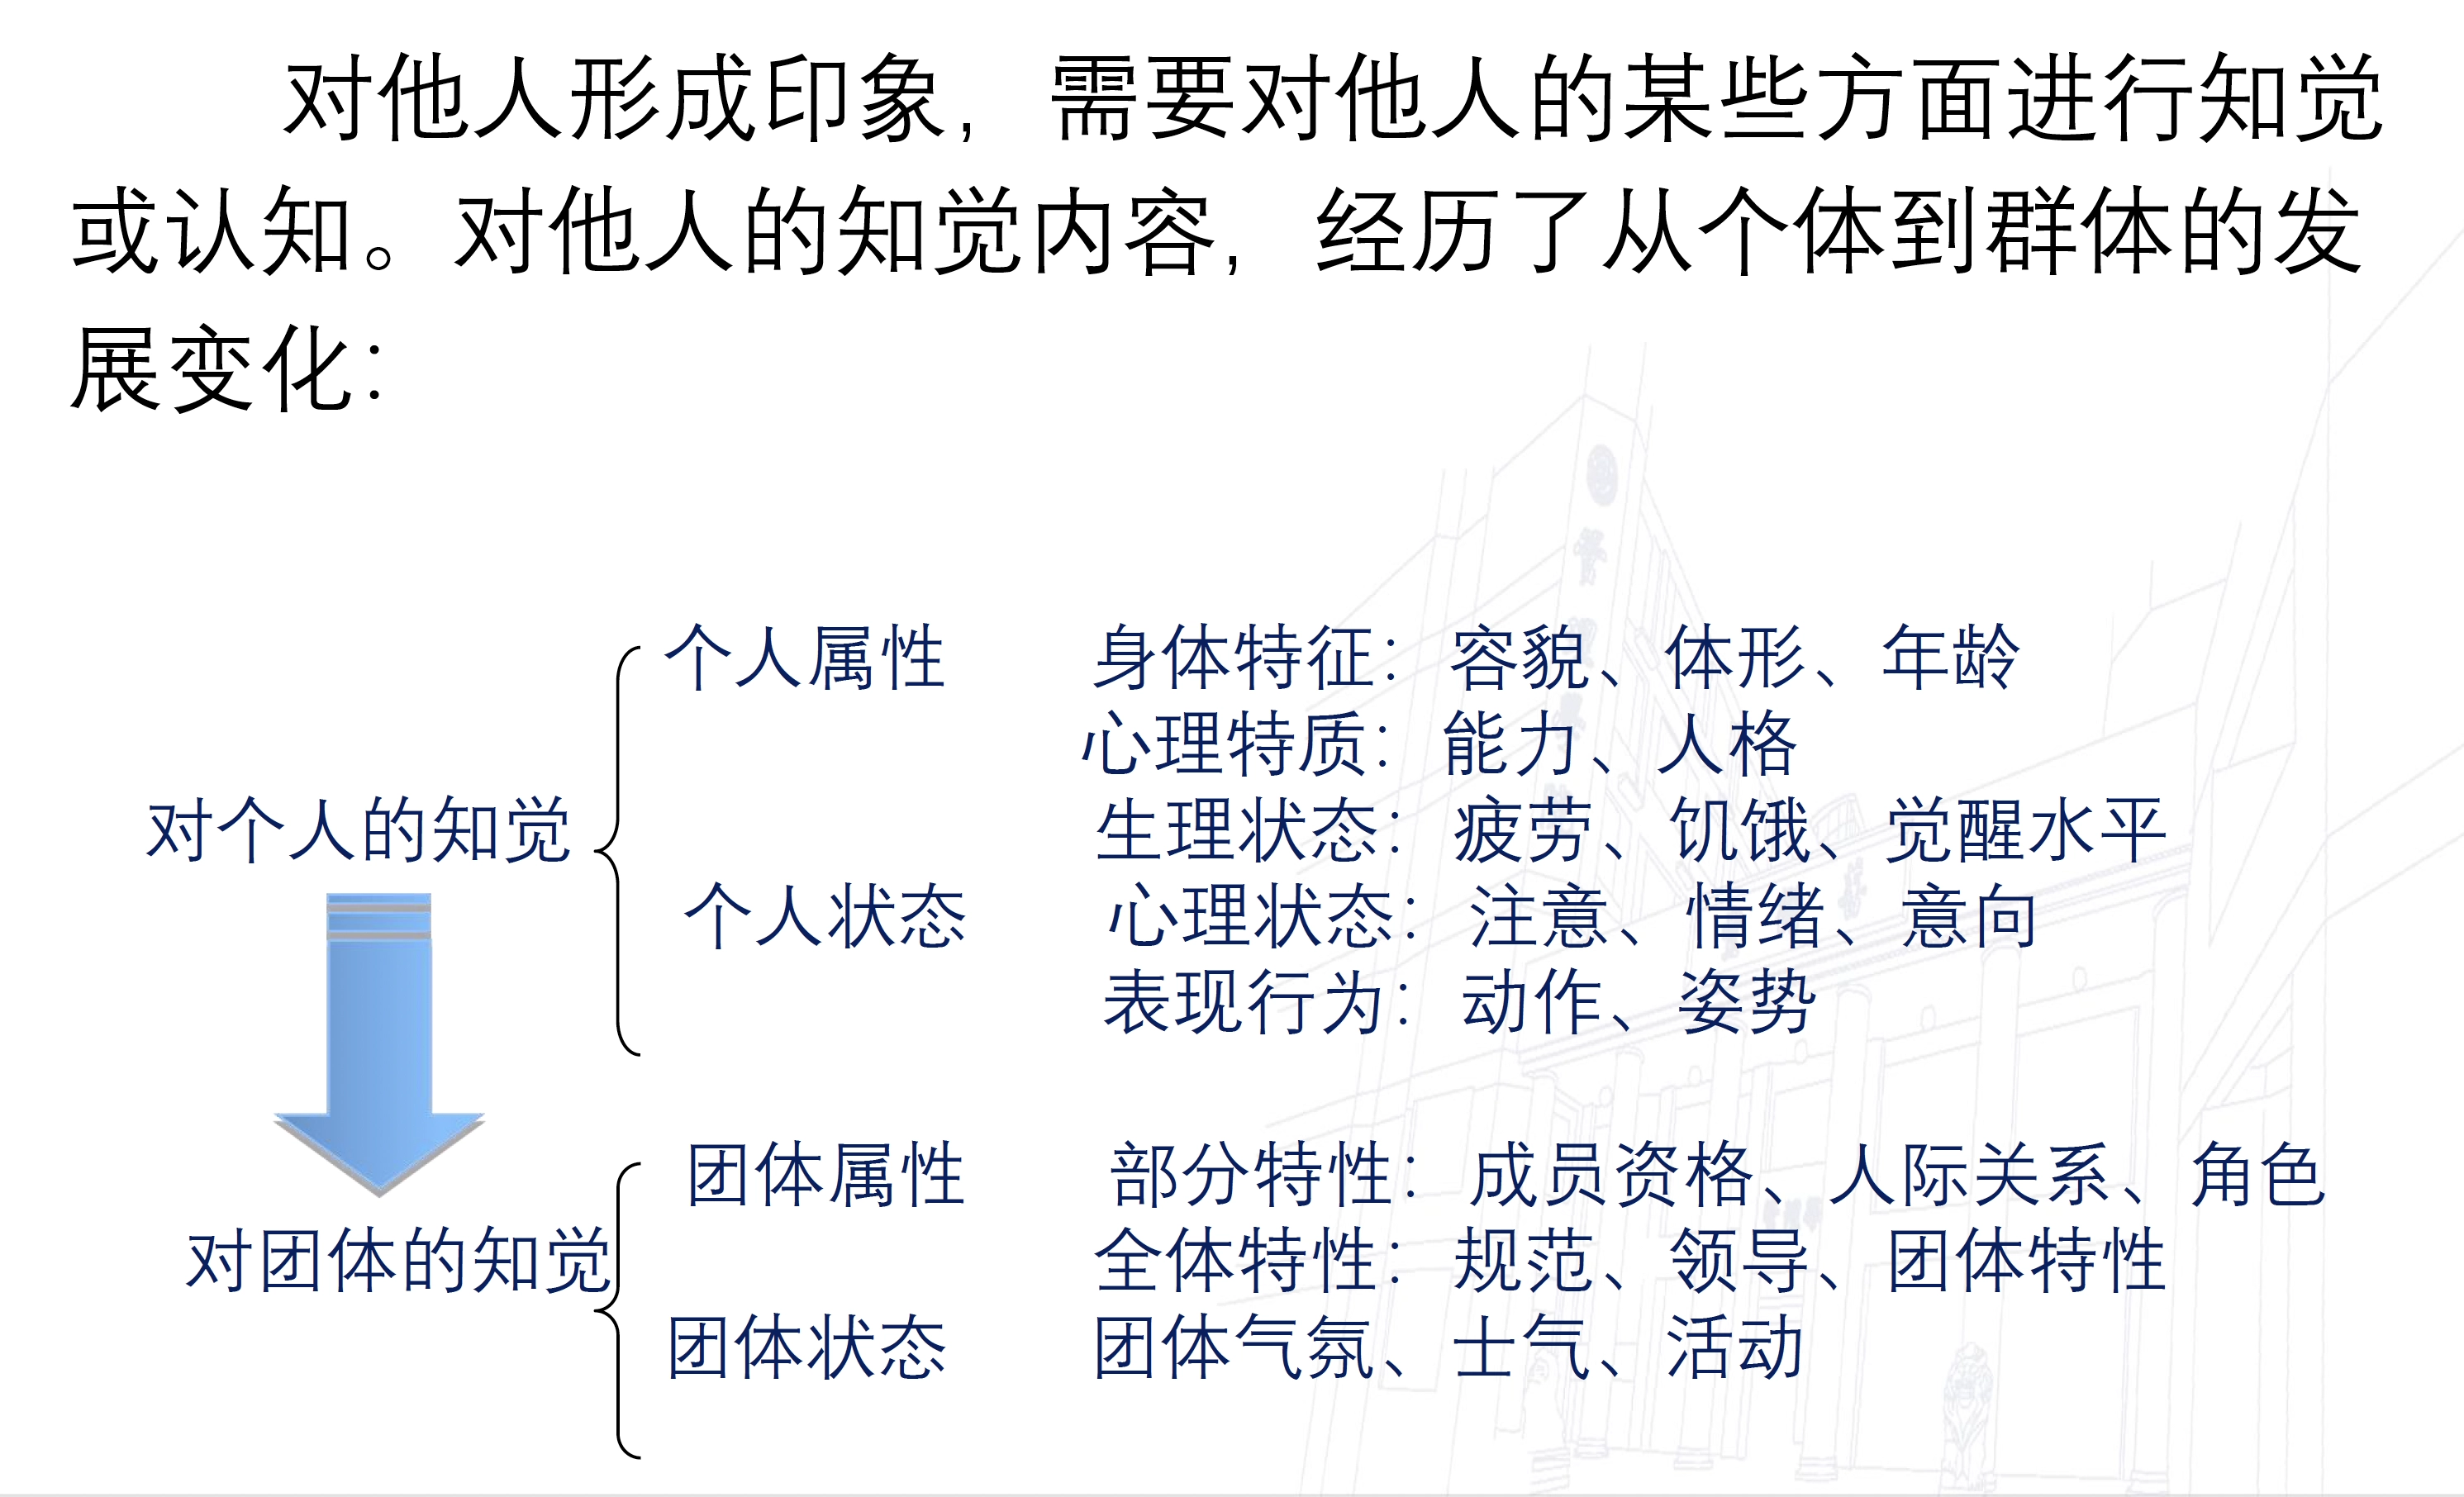 对他人形成印象，需要对他人的某些方面进行知觉
或认知。对他人的知觉内容，经历了从个体到群体的发
展变化：
个人属性 身体特征：容貌、体形、年龄
心理特质：能力、人格
对个人的知觉 生理状态：疲劳、饥饿、觉醒水平
个人状态 心理状态：注意、情绪、意向
表现行为：动作、姿势
团体属性 部分特性：成员资格、人际关系、角色
对团体的知觉 全体特性：规范、领导、团体特性
团体状态 团体气氛、士气、活动